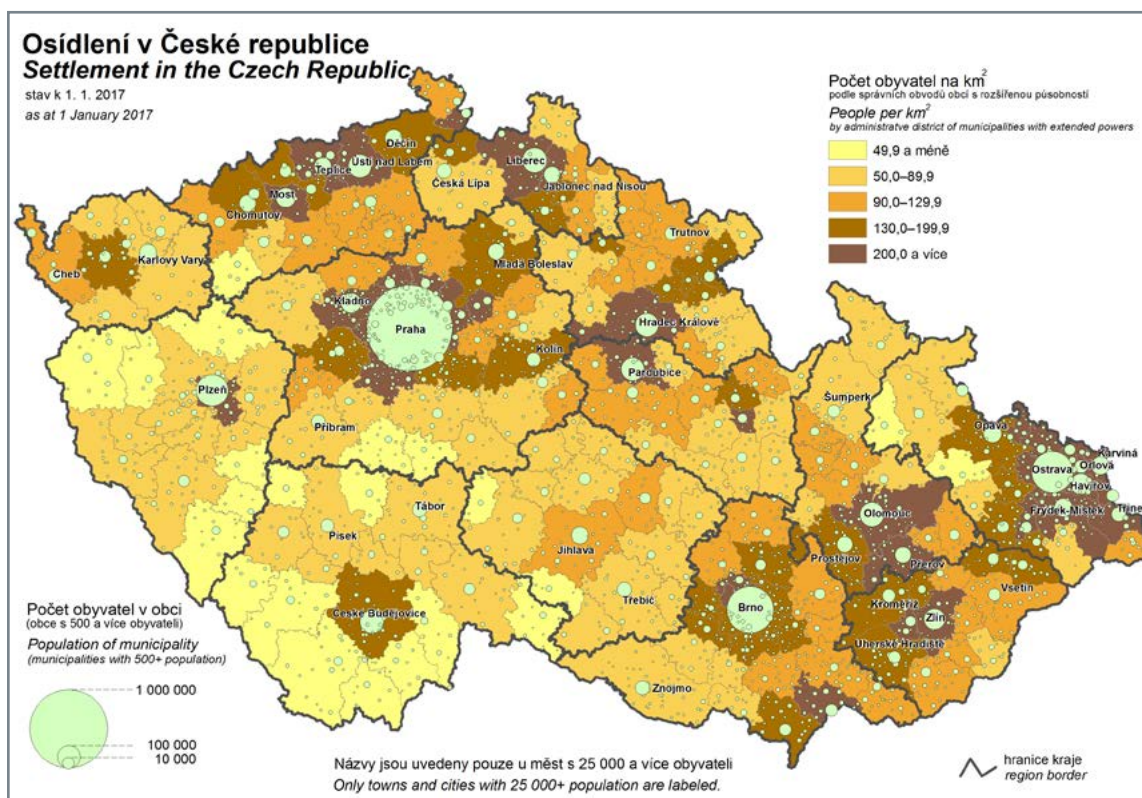 Osídlení v České republice
Settlement in the Czech Republic
stav k 1. 1. 2017
as at 1 January 2017
Počet obyvatel na km²
podle správních obvodů obcí s rozšířenou působností
People per km²
by administratve district of municipalities with extended powers
49,9 a méně
50,0–89,9
90,0–129,9
130,0–199,9
200,0 a více
Děčín
Ústí nad Labem
Teplice
Liberec
Česká Lípa
Jablonec nad Nisou
Most
Chomutov
Trutnov
Mladá Boleslav
Karlovy Vary
Cheb
Kladno
Praha
Hradec Králové
Kolín
Pardubice
Plzeň
Šumperk
Příbram
Opava
Karviná
Orlová
Ostrava
Havířov
Tábor
Olomouc
Frýdek-Místek
Písek
Jihlava
Prostějov
Přerov
Vsetín
Třebíč
Kroměříž
Brno
Zlín
České Budějovice
Uherské Hradiště
Znojmo
Počet obyvatel v obci
(obce s 500 a více obyvateli)
Population of municipality
(municipalities with 500+ population)
1 000 000
100 000
10 000
Názvy jsou uvedeny pouze u měst s 25 000 a více obyvateli
Only towns and cities with 25 000+ population are labeled.
hranice kraje
region border